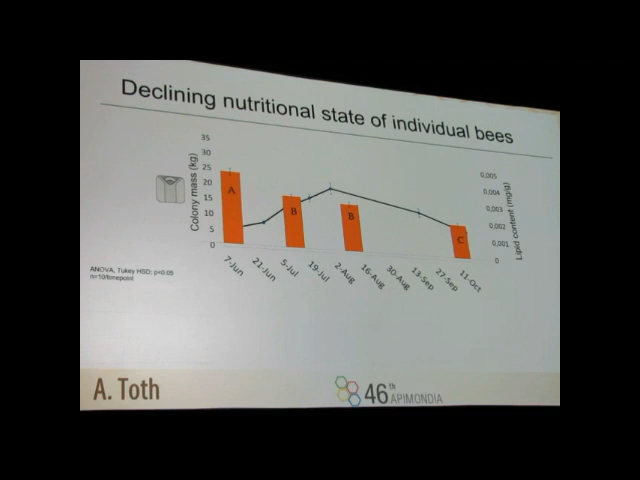 Declining nutritional state of individual bees
35
30
25
20
15
10
5
0
Colony mass (kg)
A
B
B
C
0,005
0,004
0,003
0,002
0,001
0
Lipid content (mg/g)
7-Jun
21-Jun
5-Jul
19-Jul
2-Aug
16-Aug
30-Aug
13-Sep
27-Sep
11-Oct
ANOVA, Tukey HSD; p<0.05
n=10/timepoint
A. Toth
46th APIMONDIA